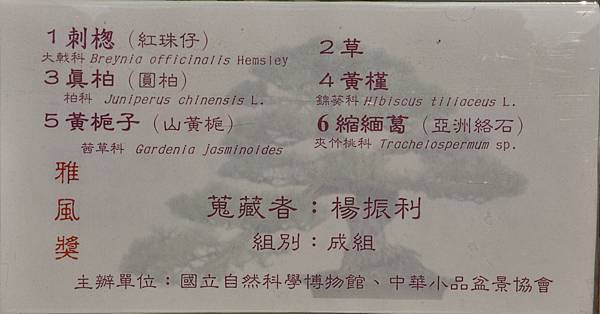 1刺楤（紅珠仔）
大戟科 Breynia officinalis Hemsley
2草
3真柏（圓柏）
柏科 Juniperus chinensis L.
4黃槿
錦葵科 Hibiscus tiliaceus L.
5黃梔子（山黃梔）
茜草科 Gardenia jasminoides
6縮緬葛（亞洲絡石）
夾竹桃科 Trachelospermum sp.
雅風獎
蒐藏者：楊振利
組別：成組
主辦單位：國立自然科學博物館、中華小品盆景協會